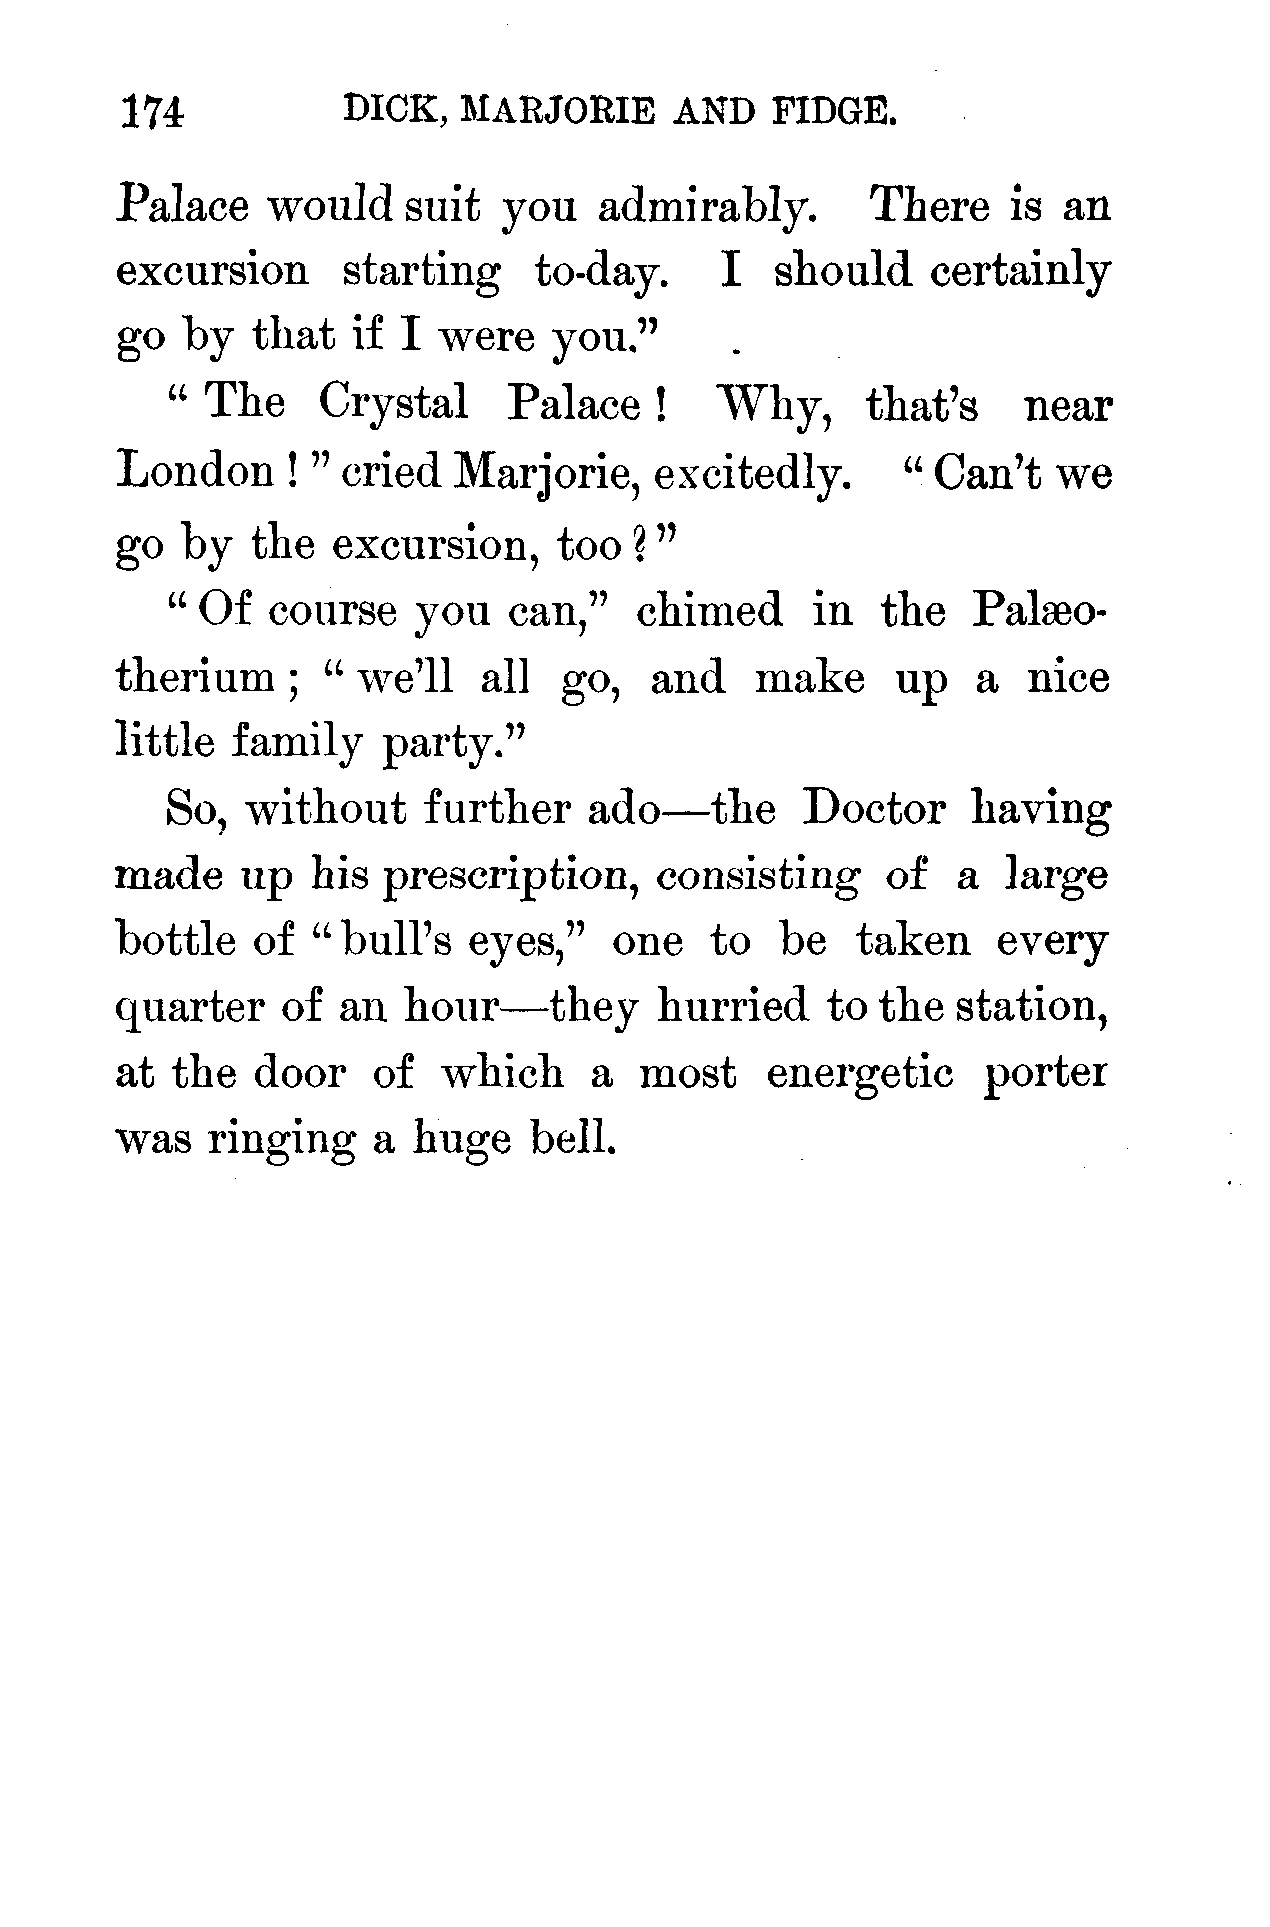 174 DICK, MARJORIE AND FIDGE.
Palace would suit you admirably. There is an
excursion starting to-day. I should certainly
go by that if I were you.”
“ The Crystal Palace ! Why, that’s near
London ! ” cried Marjorie, excitedly. “ Can’t we
go by the excursion, too ? ”
“ Of course you can,” chimed in the Palæo-
therium ; “ we’ll all go, and make up a nice
little family party.”
So, without further ado—the Doctor having
made up his prescription, consisting of a large
bottle of “ bull’s eyes,” one to be taken every
quarter of an hour—they hurried to the station,
at the door of which a most energetic porter
was ringing a huge bell.